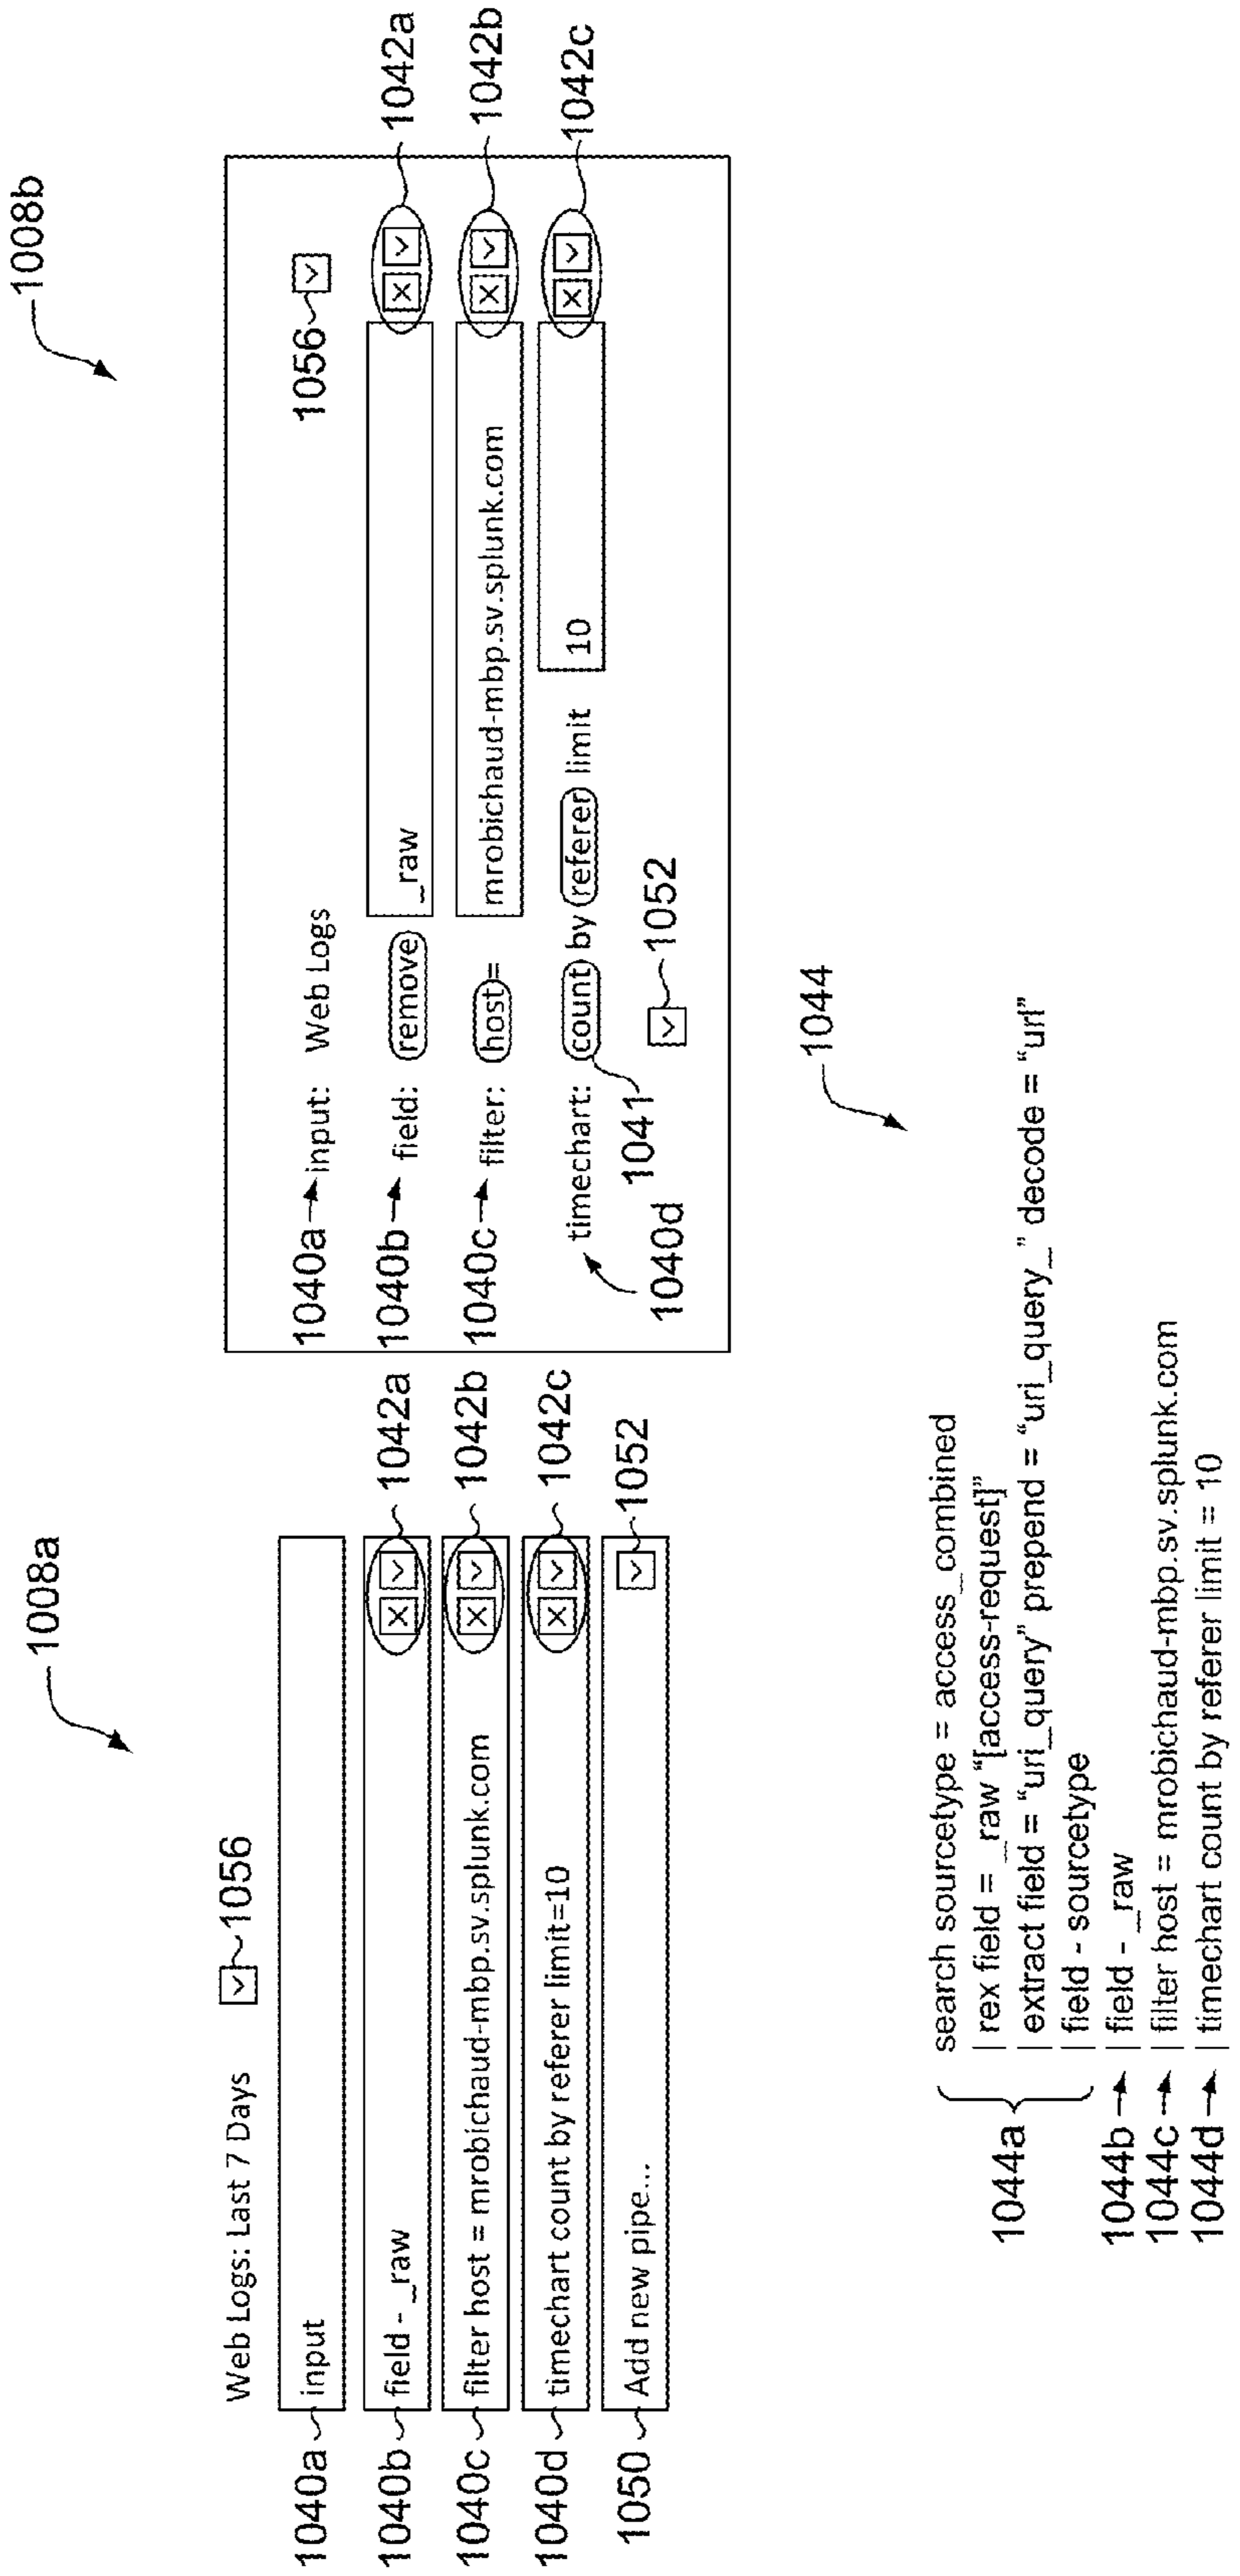 1008a
Web Logs: Last 7 Days 1056
1040a input
1040b field - _raw X 1042a
1040c filter host = mrobichaud-mbp.sv.splunk.com X 1042b
1040d timechart count by referer limit=10 X 1042c
1050 Add new pipe... 1052
1008b
1056
1040a input: Web Logs
1040b field: remove _raw X 1042a
1040c filter: host= mrobichaud-mbp.sv.splunk.com X 1042b
timechart: count by referer limit 10 X 1042c
1040d 1041 1052
1044
search sourcetype = access_combined
| rex field = _raw "[access-request]"
1044a | extract field = "uri_query" prepend = "uri_query_" decode = "url"
| field - sourcetype
1044b | field - _raw
1044c | filter host = mrobichaud-mbp.sv.splunk.com
1044d | timechart count by referer limit = 10